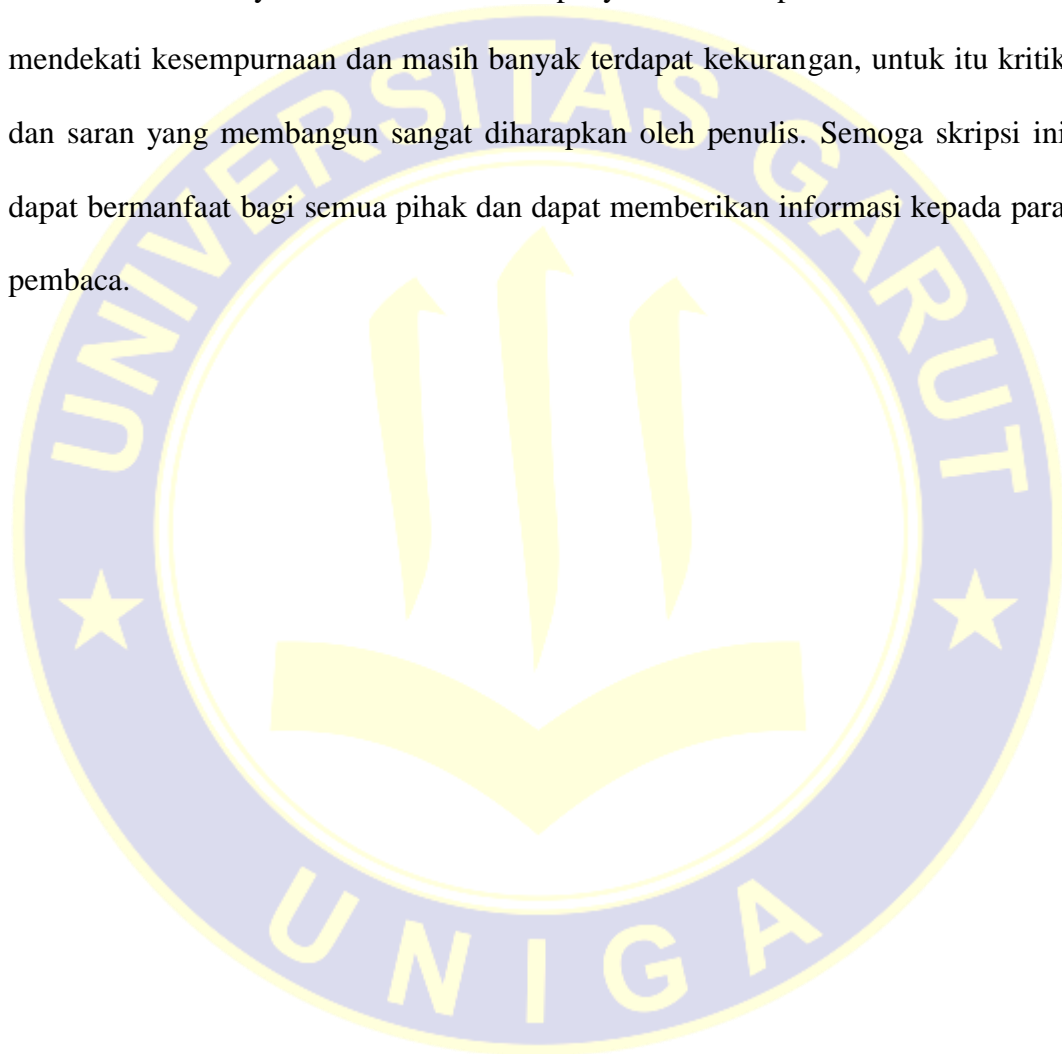 mendekati kesempurnaan dan masih banyak terdapat kekurangan, untuk itu kritik
dan saran yang membangun sangat diharapkan oleh penulis. Semoga skripsi ini
dapat bermanfaat bagi semua pihak dan dapat memberikan informasi kepada para
pembaca.
UNIVERSITAS GARUT
UNIGA